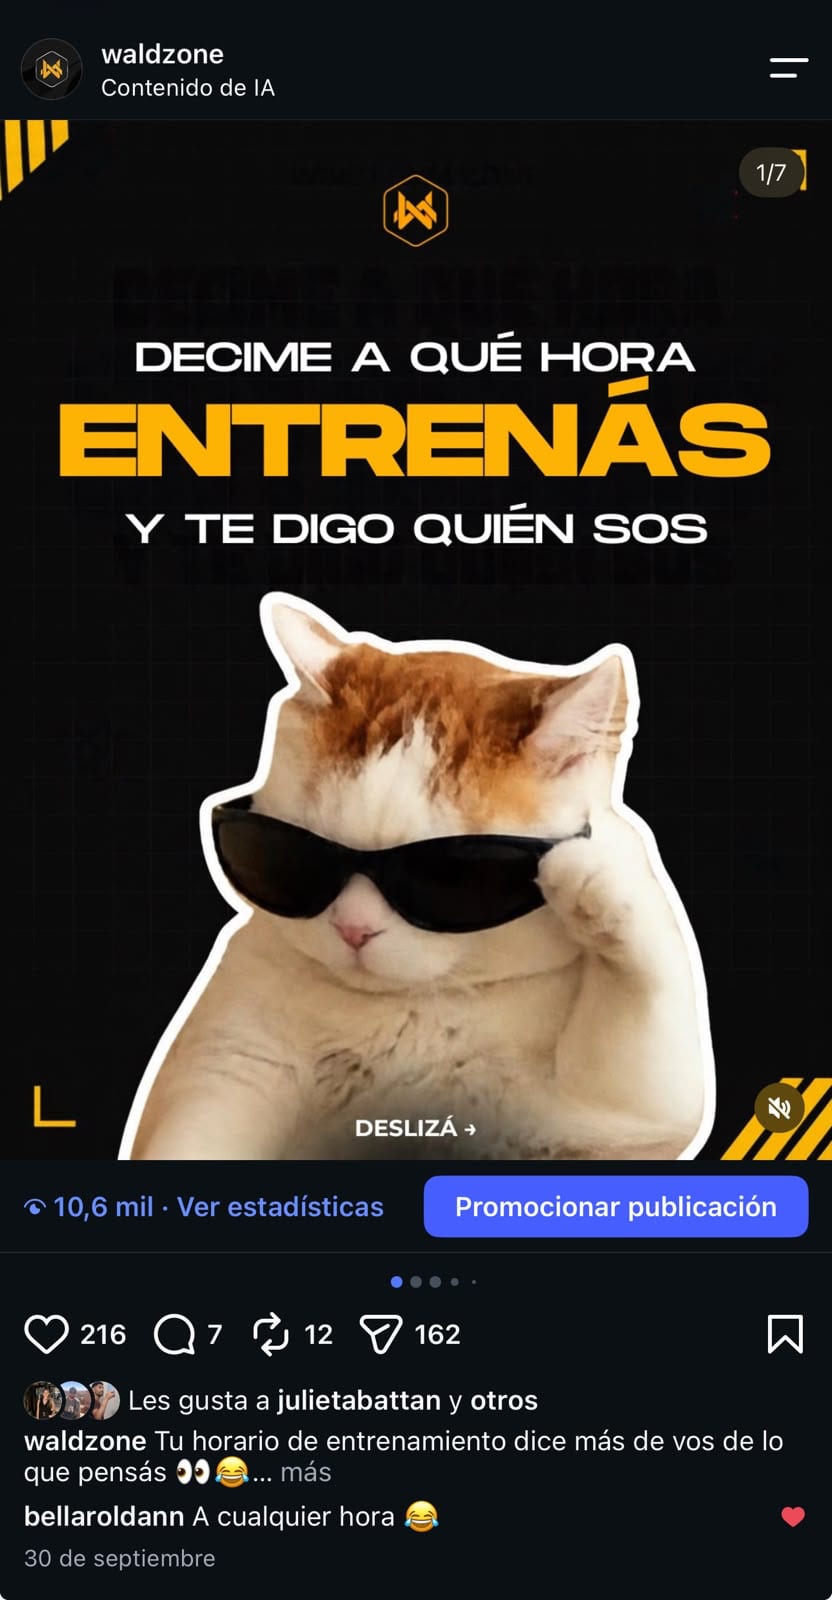 waldzone
Contenido de IA
1/7
DECIME A QUÉ HORA
ENTRENÁS
Y TE DIGO QUIÉN SOS
DESLIZÁ →
10,6 mil · Ver estadísticas
Promocionar publicación
216 7 12 162
Les gusta a julietabattan y otros
waldzone Tu horario de entrenamiento dice más de vos de lo
que pensás 👀😂... más
bellaroldann A cualquier hora 😂
30 de septiembre